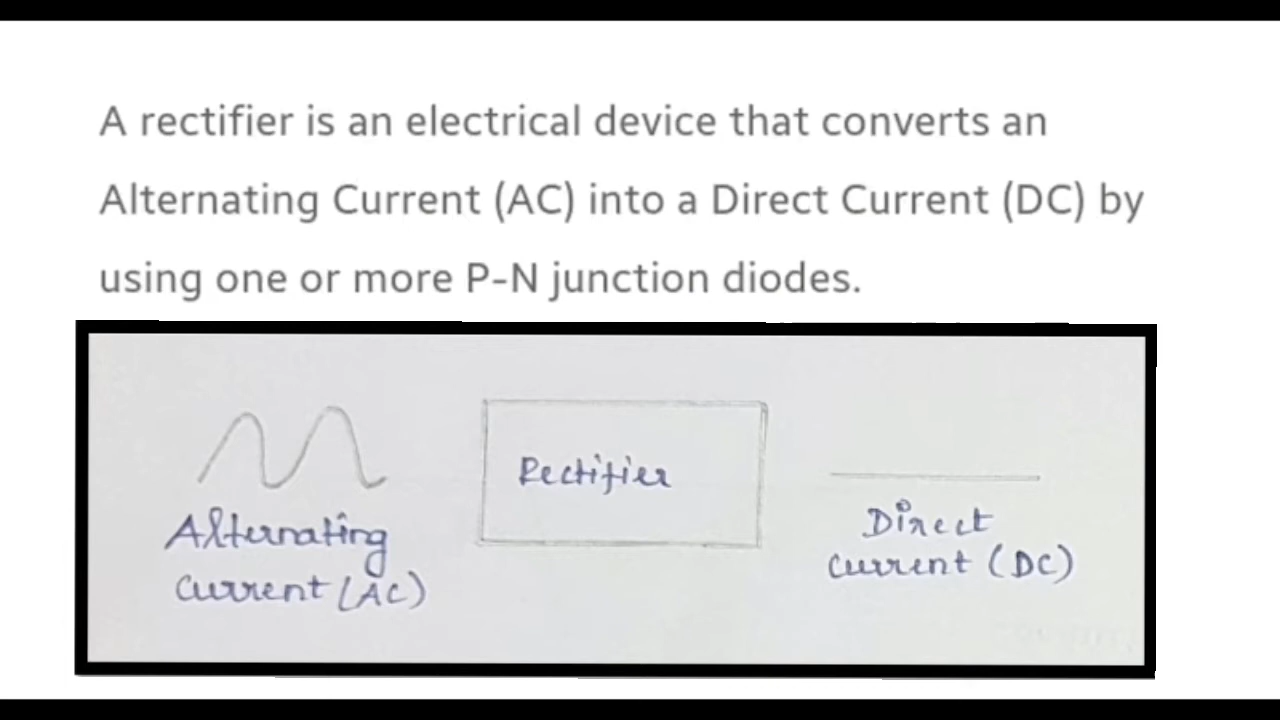 A rectifier is an electrical device that converts an
Alternating Current (AC) into a Direct Current (DC) by
using one or more P-N junction diodes.
Rectifier
Alternating
Current (AC)
Direct
Current (DC)